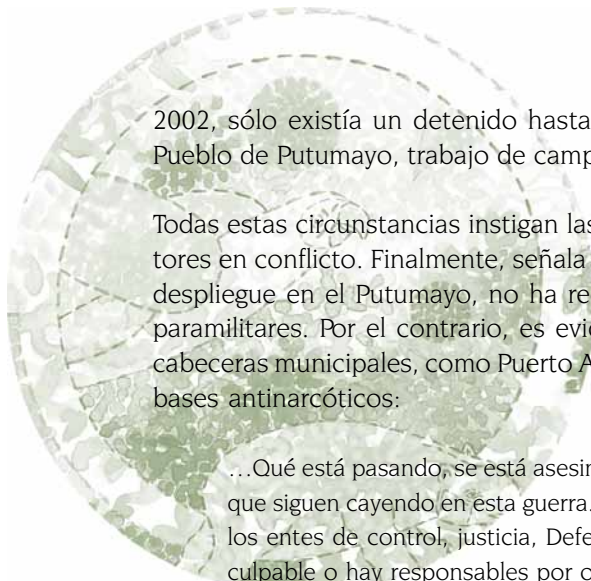 2002, sólo existía un detenido hasta
Pueblo de Putumayo, trabajo de camp
Todas estas circunstancias instigan las
tores en conflicto. Finalmente, señala
despliegue en el Putumayo, no ha re
paramilitares. Por el contrario, es evi
cabeceras municipales, como Puerto A
bases antinarcóticos:
…Qué está pasando, se está asesin
que siguen cayendo en esta guerra.
los entes de control, justicia, Defe
culpable o hay responsables por o